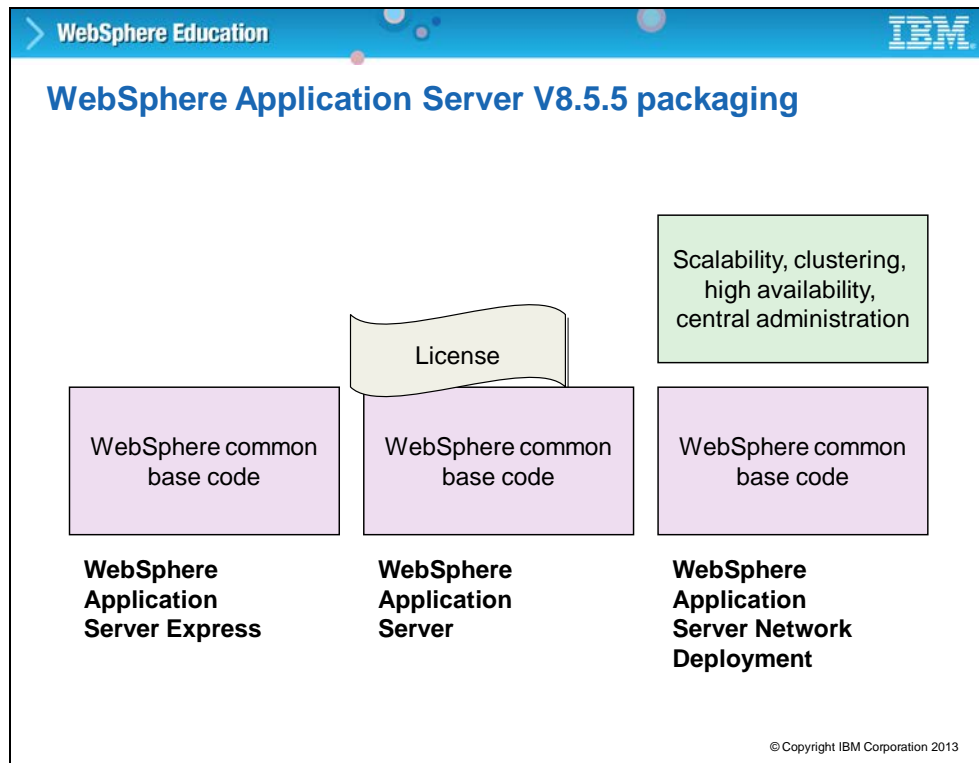 WebSphere Education
IBM
WebSphere Application Server V8.5.5 packaging
Scalability, clustering,
high availability,
central administration
License
WebSphere common
base code
WebSphere common
base code
WebSphere common
base code
WebSphere
Application
Server Express
WebSphere
Application
Server
WebSphere
Application
Server Network
Deployment
© Copyright IBM Corporation 2013